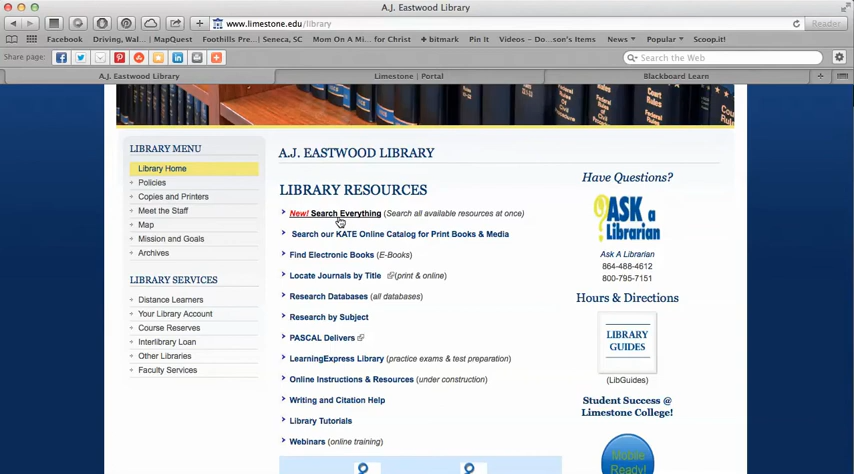 A.J. Eastwood Library
www.limestone.edu/library
Reader
Facebook Driving...| MapQuest Foothills Pre...| Seneca, SC Mom On A Mi... for Christ + bitmark Pin It Videos - Do...son's Items News Popular Scoop.it!
Share page:
Search the Web
A.J. Eastwood Library
Limestone | Portal
Blackboard Learn
LIBRARY MENU
Library Home
Policies
Copies and Printers
Meet the Staff
Map
Mission and Goals
Archives
LIBRARY SERVICES
Distance Learners
Your Library Account
Course Reserves
Interlibrary Loan
Other Libraries
Faculty Services
A.J. EASTWOOD LIBRARY
LIBRARY RESOURCES
New! Search Everything (Search all available resources at once)
Search our KATE Online Catalog for Print Books & Media
Find Electronic Books (E-Books)
Locate Journals by Title (print & online)
Research Databases (all databases)
Research by Subject
PASCAL Delivers
LearningExpress Library (practice exams & test preparation)
Online Instructions & Resources (under construction)
Writing and Citation Help
Library Tutorials
Webinars (online training)
Have Questions?
ASK a
Librarian
Ask A Librarian
864-488-4612
800-795-7151
Hours & Directions
LIBRARY
GUIDES
(LibGuides)
Student Success @
Limestone College!
Mobile
Ready!